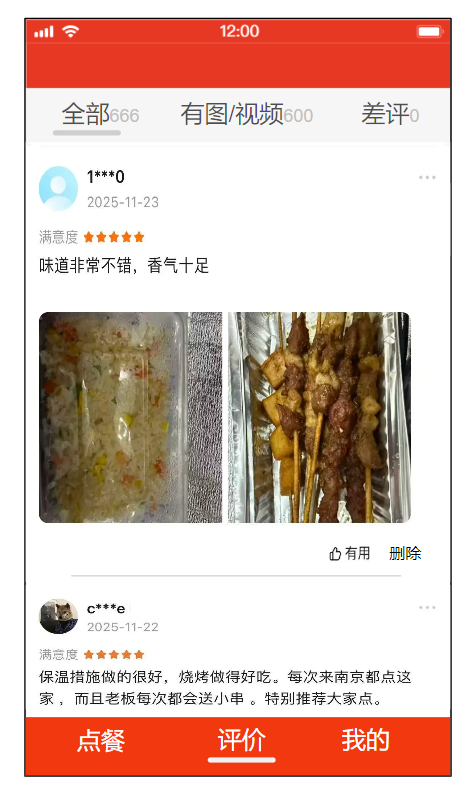 12:00
全部666 有图/视频600 差评0
1***0
2025-11-23
满意度
味道非常不错，香气十足
有用 删除
c***e
2025-11-22
满意度
保温措施做的很好，烧烤做得好吃。每次来南京都点这
家 ，而且老板每次都会送小串 。特别推荐大家点。
点餐 评价 我的